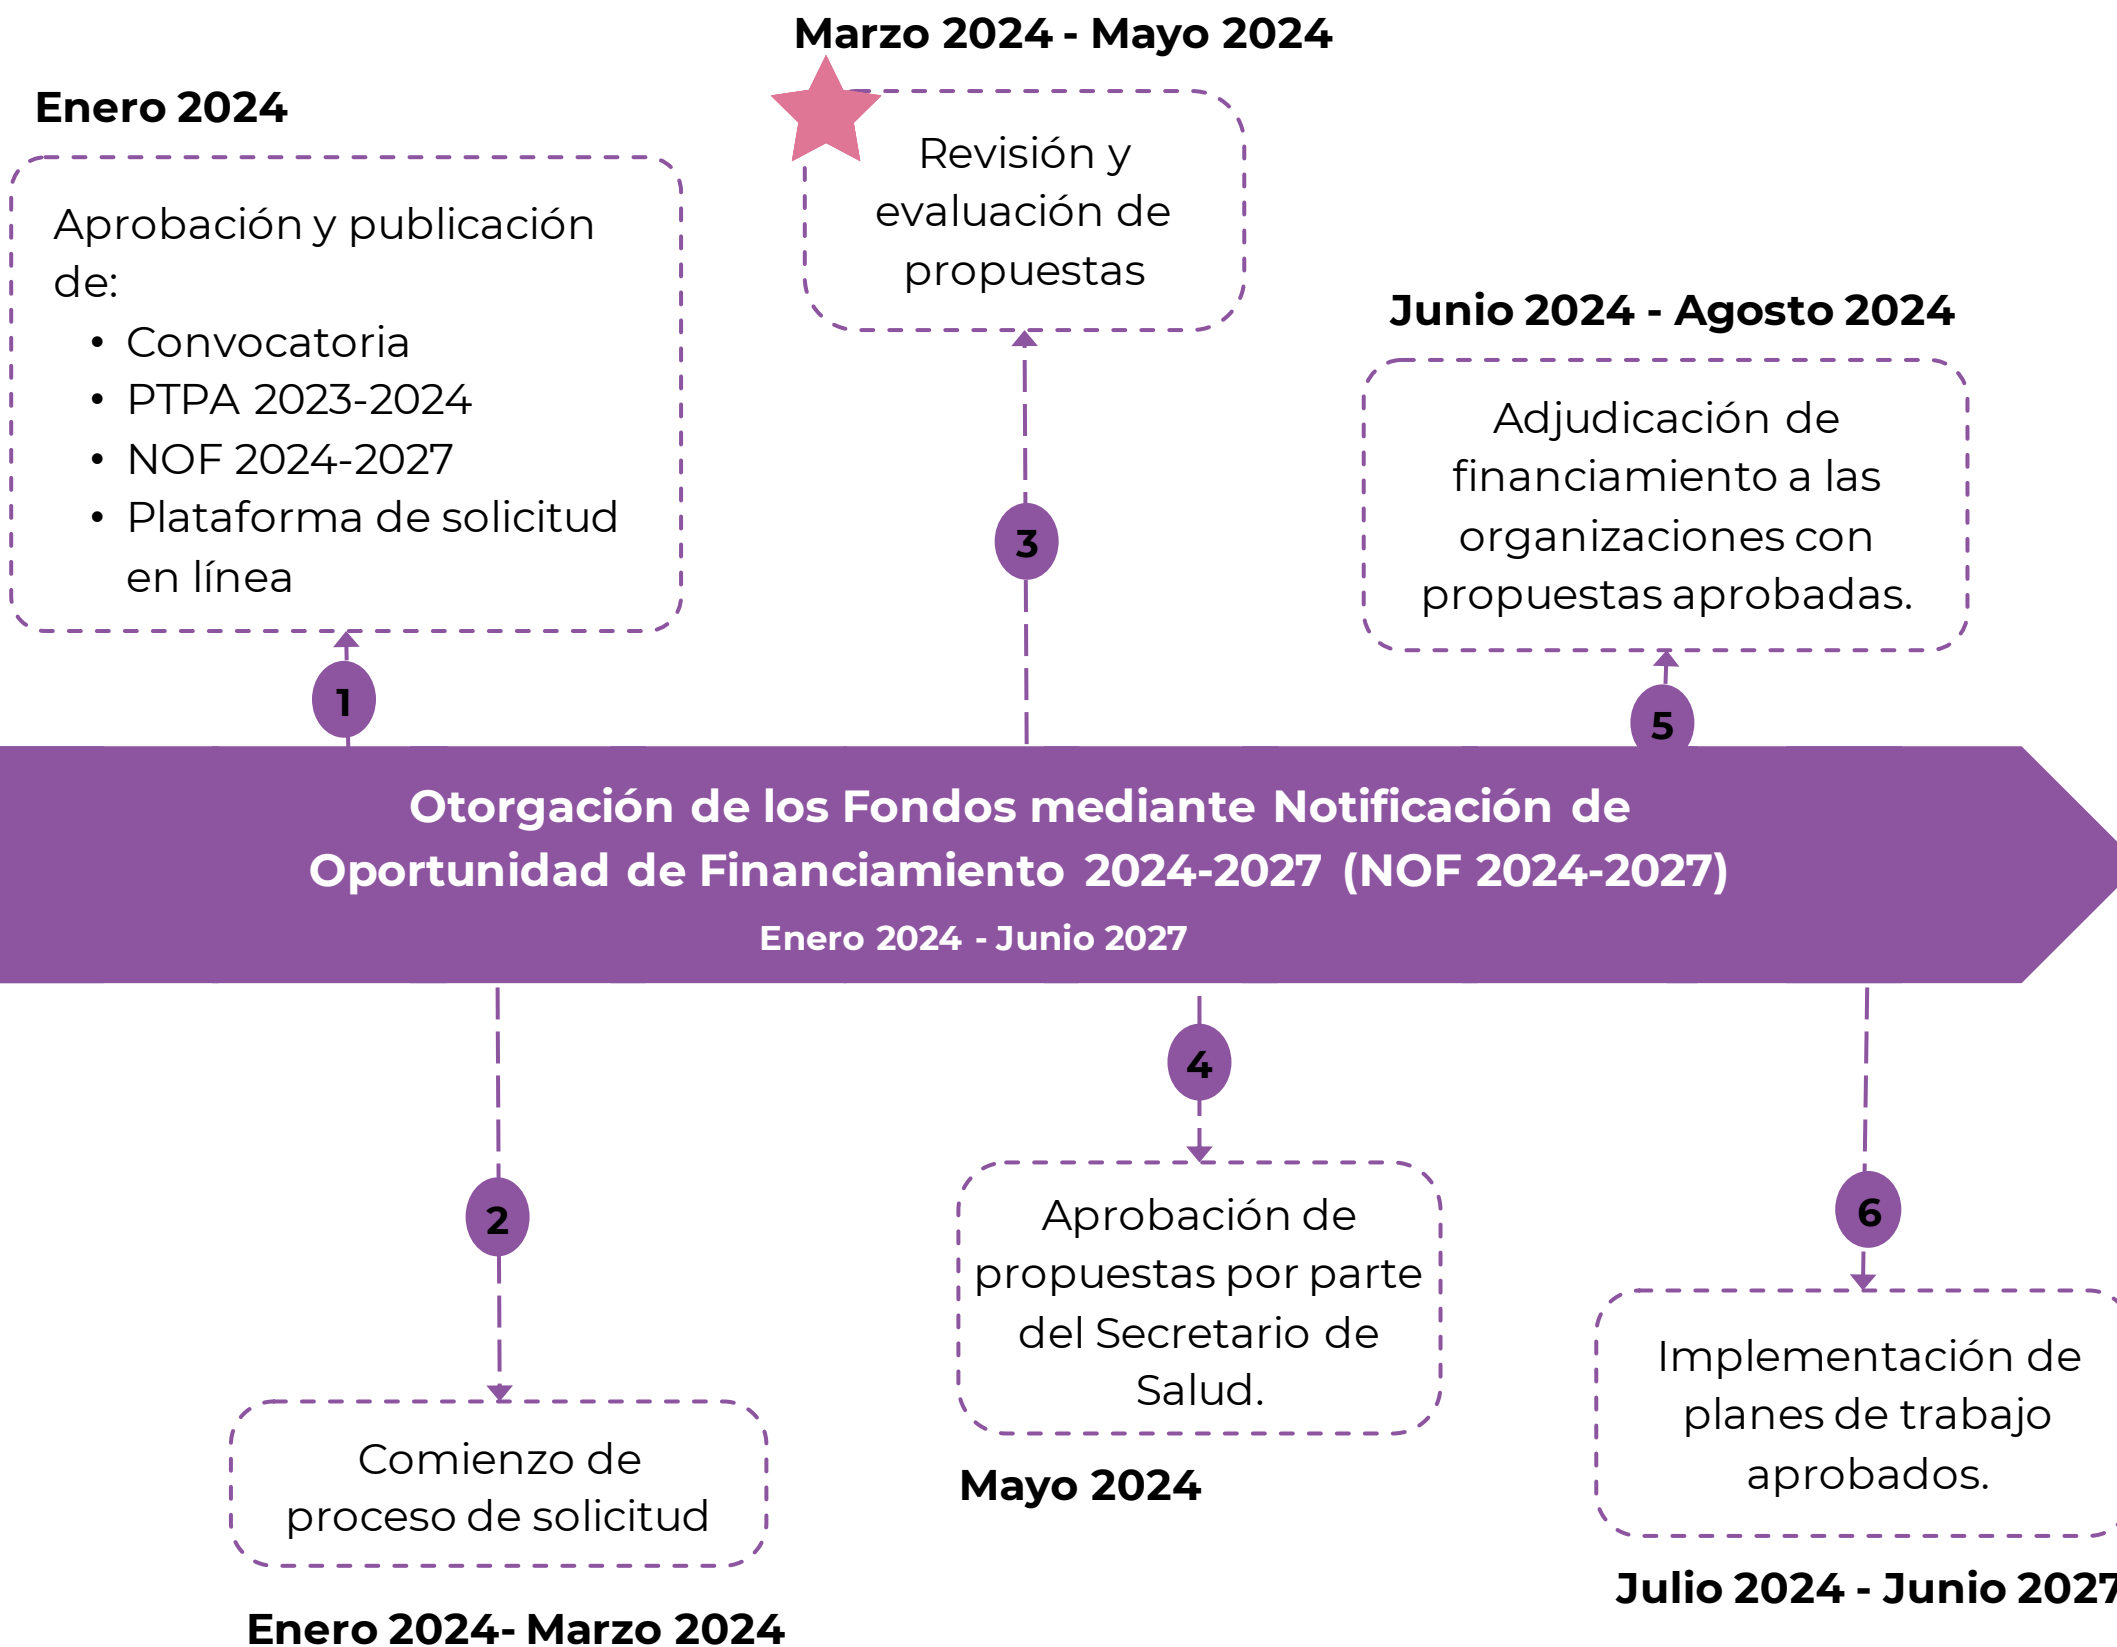 Marzo 2024 - Mayo 2024
Enero 2024
Revisión y
evaluación de
propuestas
Aprobación y publicación
de:
• Convocatoria
• PTPA 2023-2024
• NOF 2024-2027
• Plataforma de solicitud
en línea
Junio 2024 - Agosto 2024
Adjudicación de
financiamiento a las
organizaciones con
propuestas aprobadas.
3
1
5
Otorgación de los Fondos mediante Notificación de
Oportunidad de Financiamiento 2024-2027 (NOF 2024-2027)
Enero 2024 - Junio 2027
4
2
6
Aprobación de
propuestas por parte
del Secretario de
Salud.
Mayo 2024
Implementación de
planes de trabajo
aprobados.
Julio 2024 - Junio 2027
Comienzo de
proceso de solicitud
Enero 2024- Marzo 2024